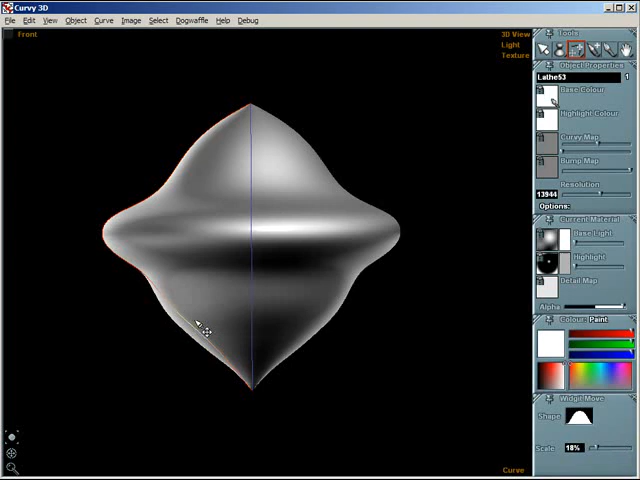 Curvy 3D
File Edit View Object Curve Image Select Dogwaffle Help Debug
Front
3D View
Light
Texture
Tools
Object Properties
Lathe53 1
Base Colour
Highlight Colour
Curvy Map
Bump Map
Resolution
13944
Options:
Current Material
Base Light
Highlight
Detail Map
Alpha
Colour: Paint
Widgit Move
Shape
Scale 18%
Curve